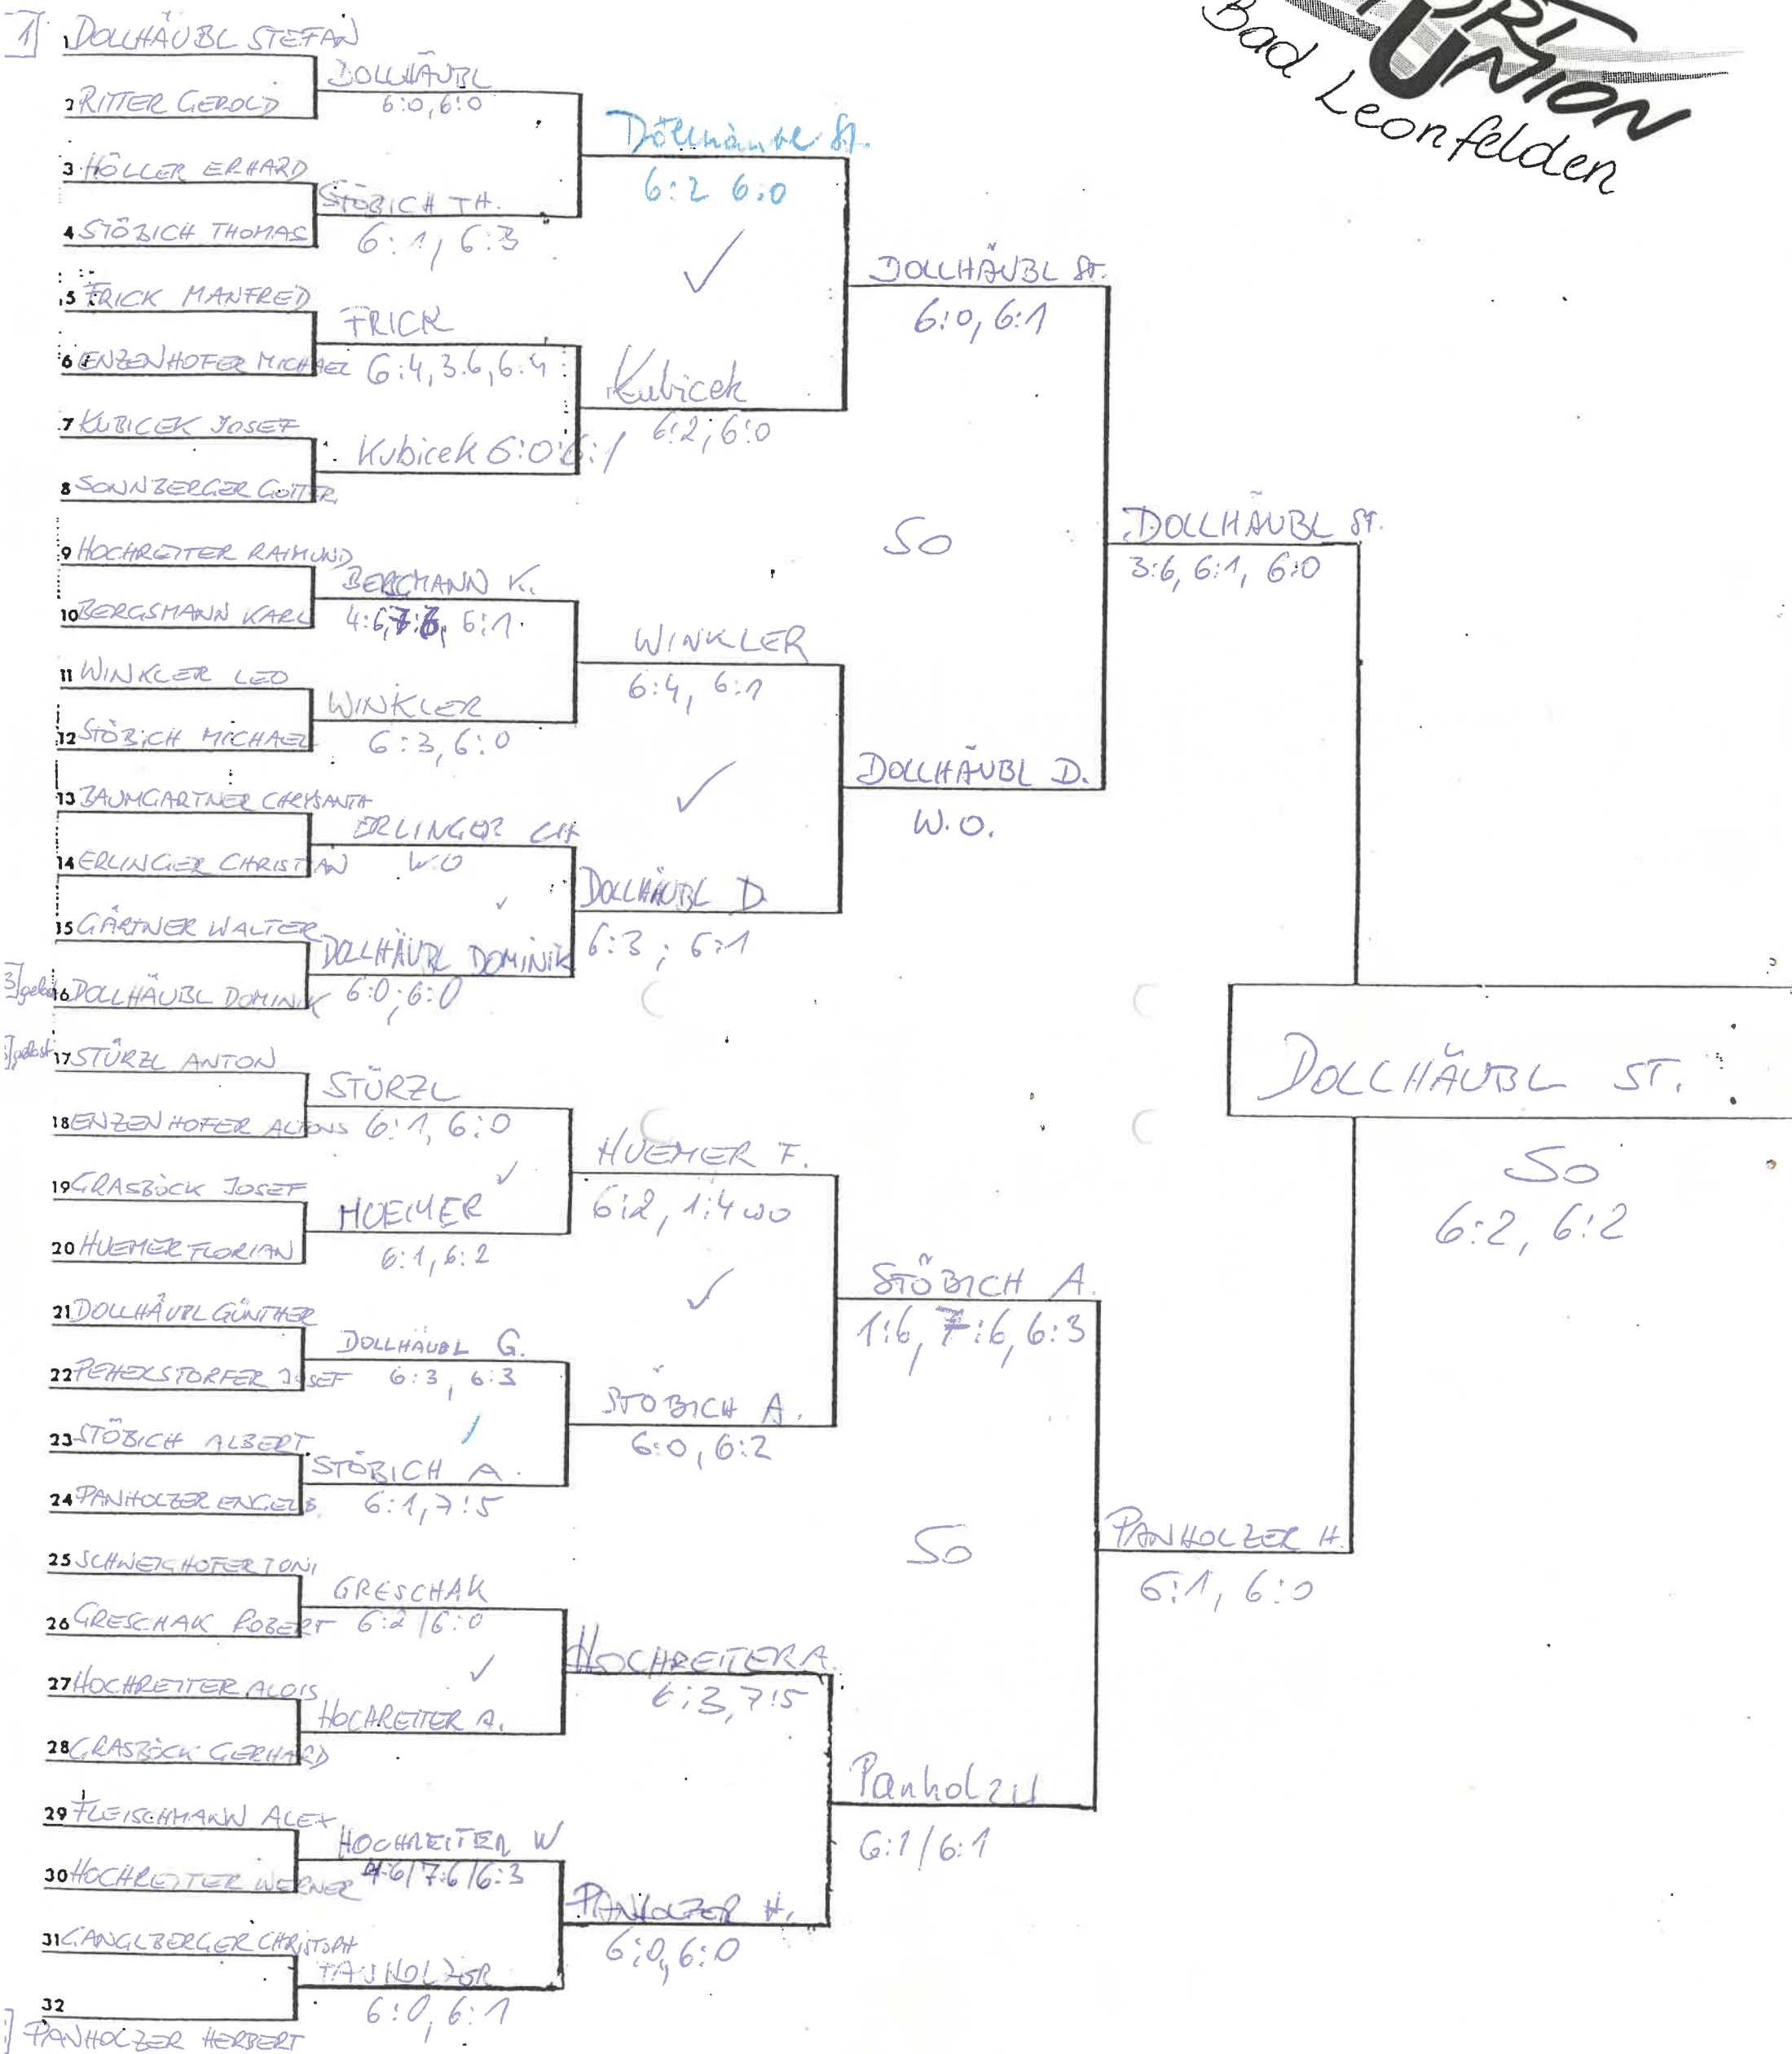 ORT
UNION
Bad Leonfelden
1] 1 DOLLHÄUBL STEFAN
DOLLHÄUBL
6:0, 6:0
2 RITTER GEROLD
Dollhäubl St.
6:2 6:0
3 HÖLLER ERHARD
STÖBICH TH.
6:1, 6:3
4 STÖBICH THOMAS
DOLLHÄUBL ST.
6:0, 6:1
5 FRICK MANFRED
FRICK
6:4, 3:6, 6:4
6 ENZENHOFER MICHAEL
Kubicek
6:2, 6:0
7 KUBICEK JOSEF
Kubicek 6:0 6:1
8 SONNBERGER
SO
DOLLHÄUBL ST.
3:6, 6:1, 6:0
9 HOCHREITER RAIMUND
BERGMANN K.
4:6, 7:6, 6:1
10 BERGSMANN KARL
WINKLER
6:4, 6:1
11 WINKLER LEO
WINKLER
6:3, 6:0
12 STÖBICH MICHAEL
DOLLHÄUBL D.
W.O.
13 BAUMGARTNER
ERLINGER CH
W.O
14 ERLINGER CHRISTIAN
DOLLHÄUBL D.
6:3; 6:1
15 GÄRTNER WALTER
DOLLHÄUBL DOMINIK
6:0; 6:0
3] 16 DOLLHÄUBL DOMINIK
DOLLHÄUBL ST.
SO
6:2, 6:2
17 STÜRZL ANTON
STÜRZL
6:1, 6:0
18 ENZENHOFER ALFONS
HUEMER F.
6:2, 1:4 wo
19 GRASBÖCK JOSEF
HUEMER
6:1, 6:2
20 HUEMER FLORIAN
STÖBICH A.
1:6, 7:6, 6:3
21 DOLLHÄUBL GÜNTHER
DOLLHÄUBL G.
6:3, 6:3
22 JOSEF
STÖBICH A.
6:0, 6:2
23 STÖBICH ALBERT
STÖBICH A.
6:1, 7:5
24 PANHOLZER ENGELB.
SO
PANHOLZER H.
6:1, 6:0
25 SCHWEIGHOFER TONI
GRESCHAK
6:2 / 6:0
26 GRESCHAK ROBERT
HOCHREITER A.
6:3, 7:5
27 HOCHREITER ALOIS
HOCHREITER A.
28 GRASBÖCK GERHARD
Panholzer
6:1 / 6:1
29 FLEISCHMANN ALEX
HOCHREITER W
4:6 / 7:6 / 6:3
30 HOCHREITER WERNER
PANHOLZER H.
6:0, 6:0
31 GANGLBERGER CHRISTOPH
PANHOLZER
6:0, 6:1
32
PANHOLZER HERBERT